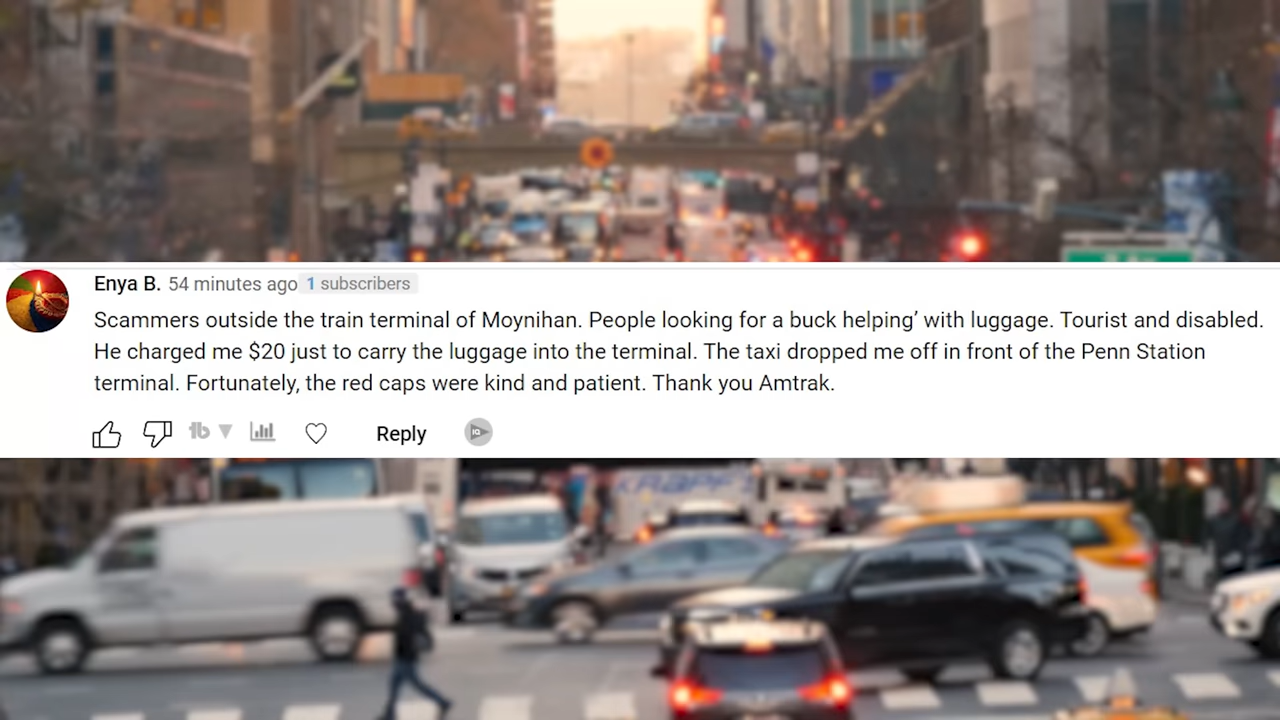 Enya B. 54 minutes ago 1 subscribers
Scammers outside the train terminal of Moynihan. People looking for a buck helping’ with luggage. Tourist and disabled.
He charged me $20 just to carry the luggage into the terminal. The taxi dropped me off in front of the Penn Station
terminal. Fortunately, the red caps were kind and patient. Thank you Amtrak.
tb Reply IQ